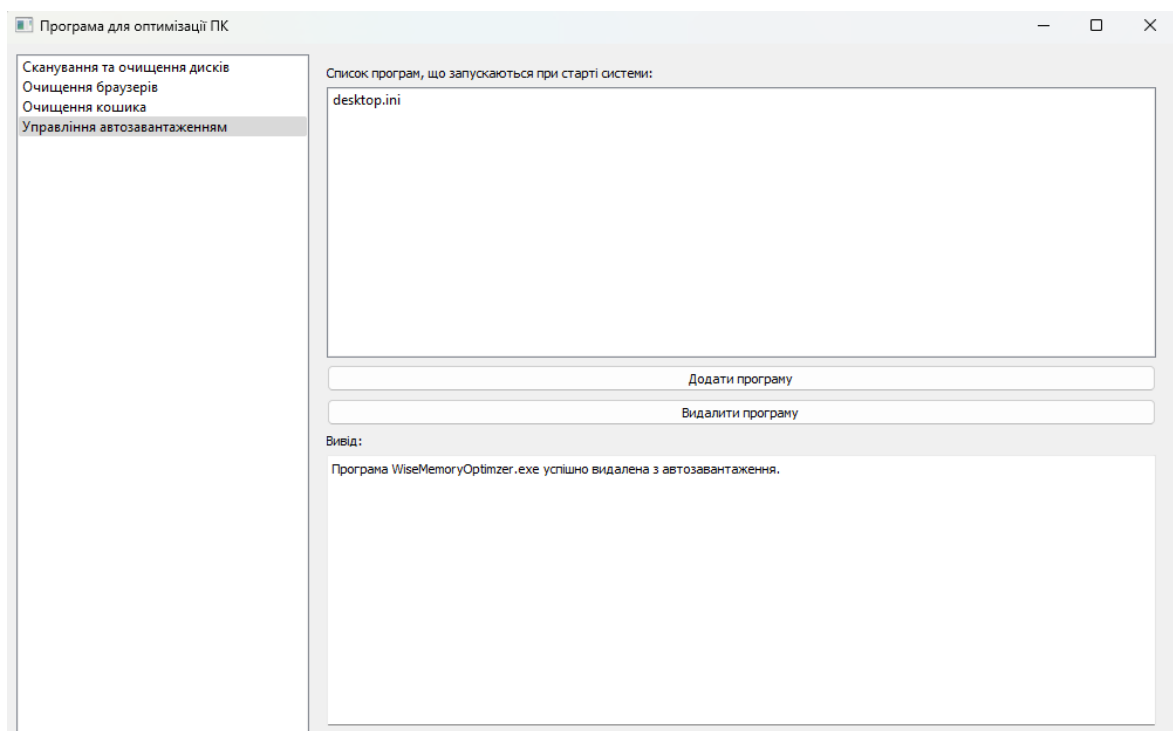 Програма для оптимізації ПК
Сканування та очищення дисків
Очищення браузерів
Очищення кошика
Управління автозавантаженням
Список програм, що запускаються при старті системи:
desktop.ini
Додати програму
Видалити програму
Вивід:
Програма WiseMemoryOptimzer.exe успішно видалена з автозавантаження.